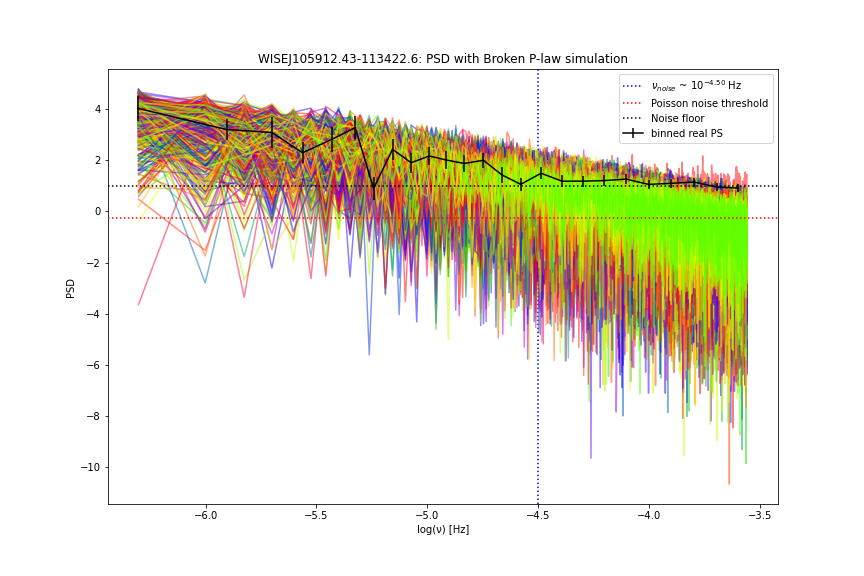 WISEJ105912.43-113422.6: PSD with Broken P-law simulation
ν_noise ~ 10^−4.50 Hz
Poisson noise threshold
Noise floor
binned real PS
PSD
4
2
0
−2
−4
−6
−8
−10
−6.0 −5.5 −5.0 −4.5 −4.0 −3.5
log(ν) [Hz]